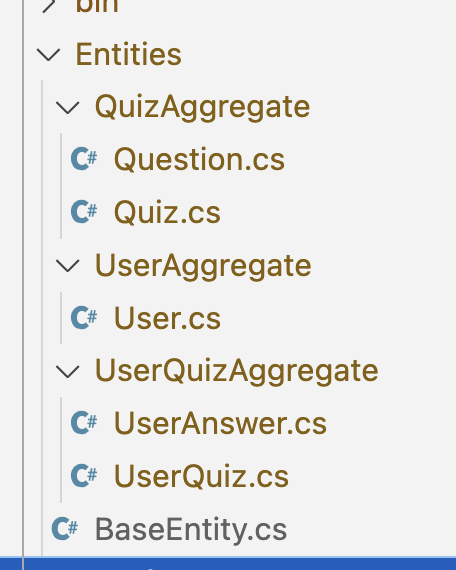 bin
Entities
QuizAggregate
C# Question.cs
C# Quiz.cs
UserAggregate
C# User.cs
UserQuizAggregate
C# UserAnswer.cs
C# UserQuiz.cs
C# BaseEntity.cs